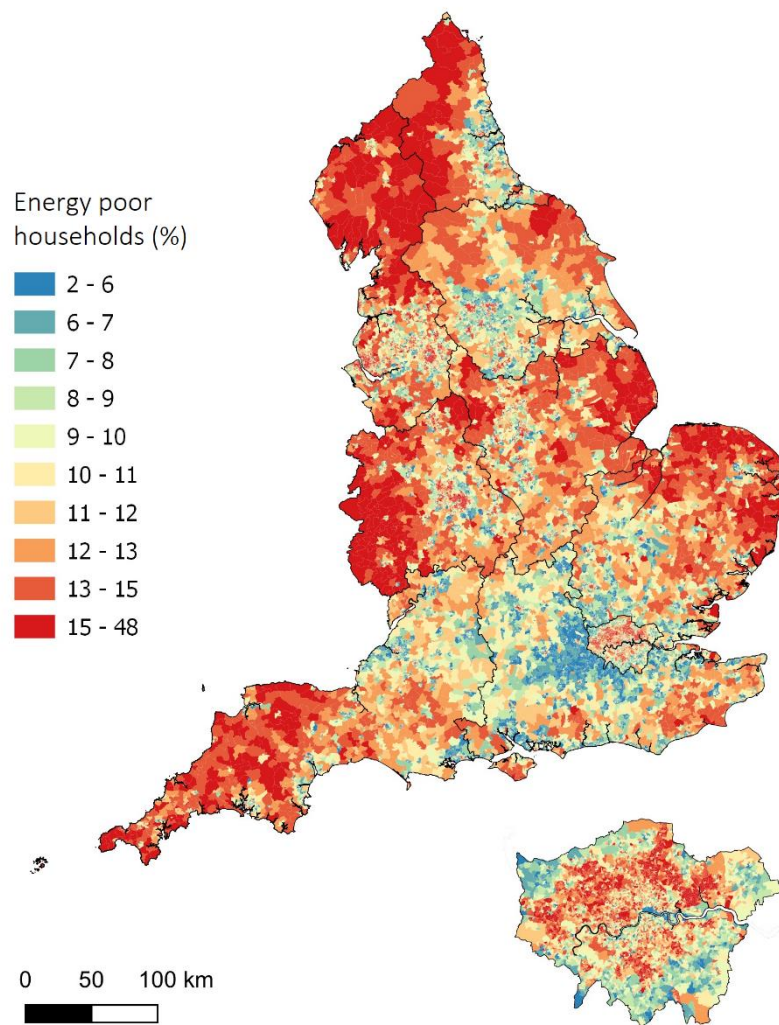 Energy poor
households (%)
2 - 6
6 - 7
7 - 8
8 - 9
9 - 10
10 - 11
11 - 12
12 - 13
13 - 15
15 - 48
0 50 100 km